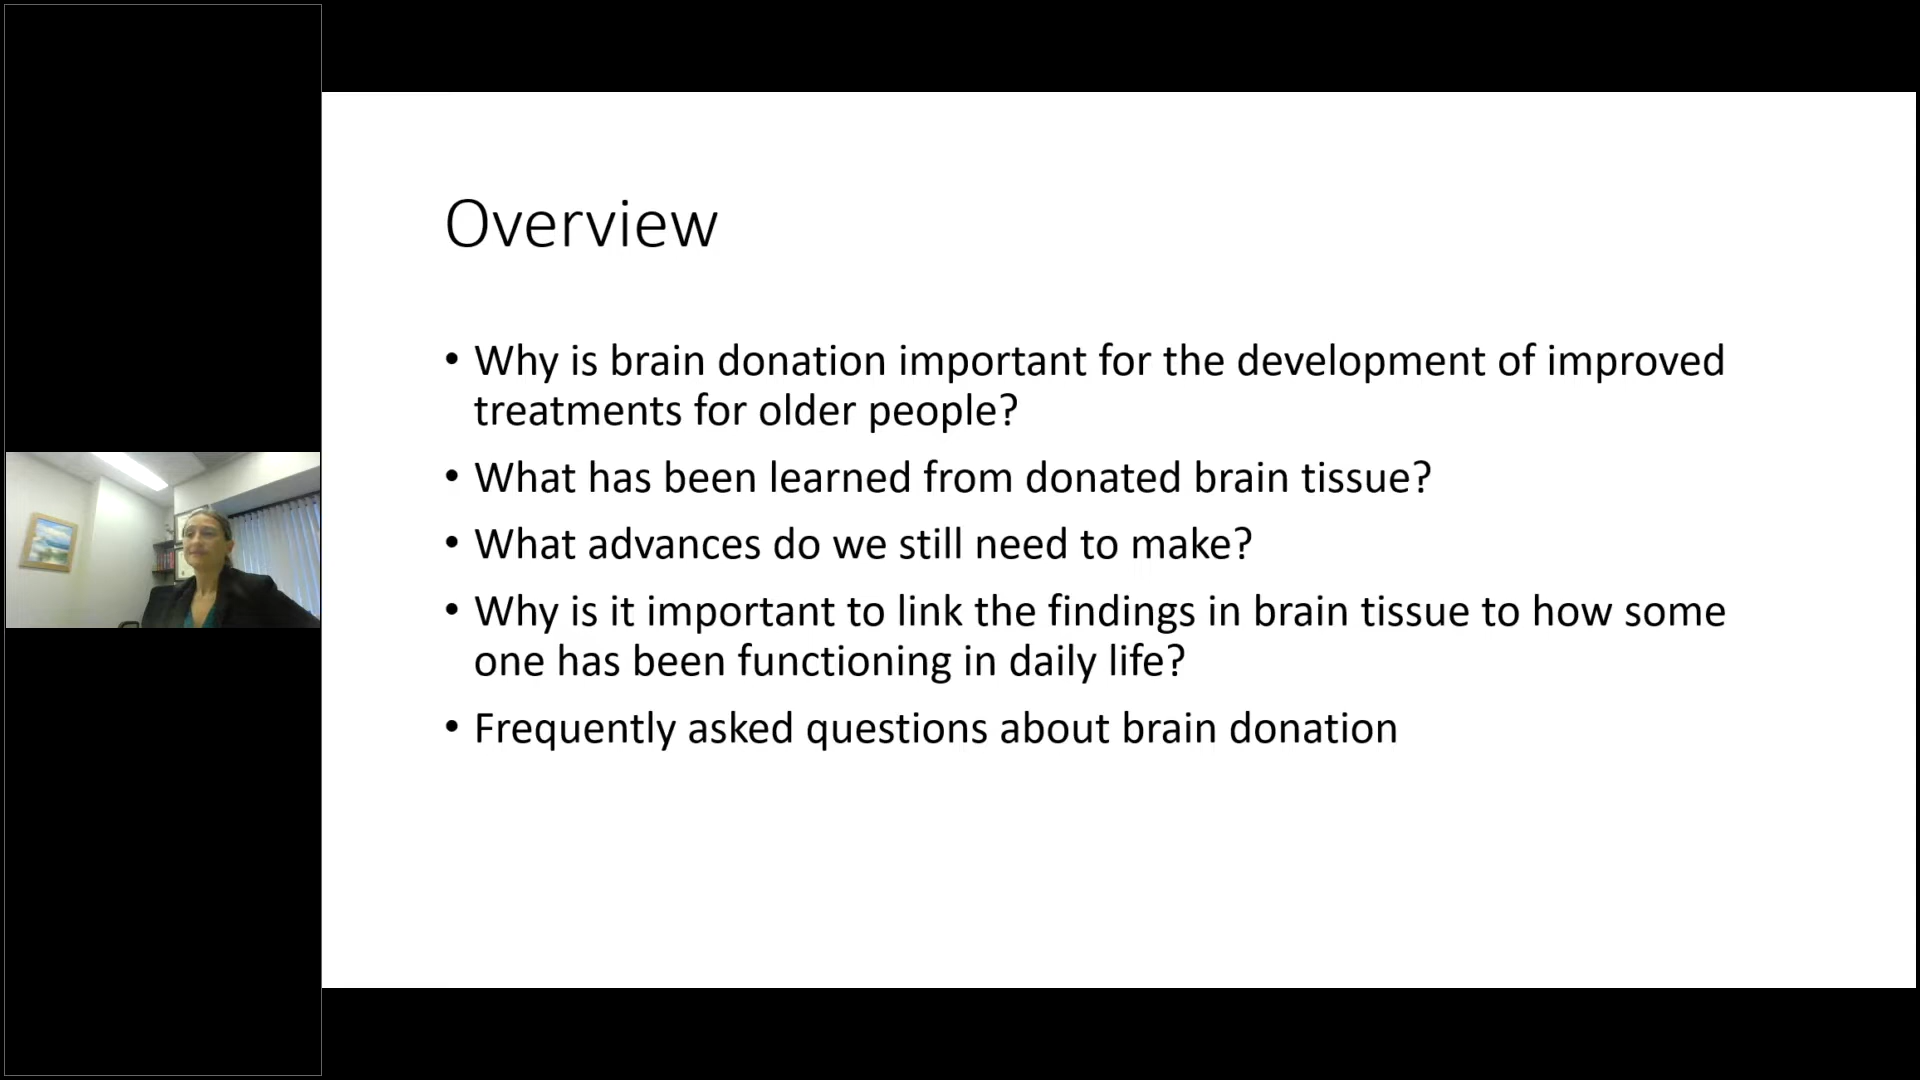 Overview
• Why is brain donation important for the development of improved
treatments for older people?
• What has been learned from donated brain tissue?
• What advances do we still need to make?
• Why is it important to link the findings in brain tissue to how some
one has been functioning in daily life?
• Frequently asked questions about brain donation